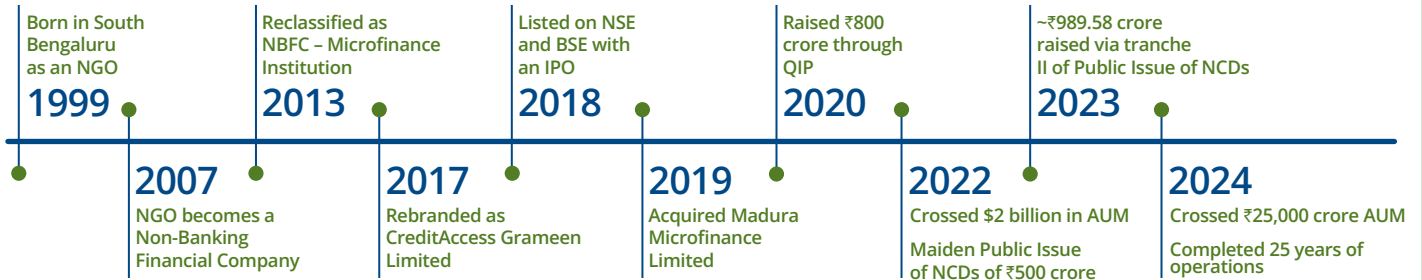 Born in South
Bengaluru
as an NGO
1999
2007
NGO becomes a
Non-Banking
Financial Company
Reclassified as
NBFC – Microfinance
Institution
2013
2017
Rebranded as
CreditAccess Grameen
Limited
Listed on NSE
and BSE with
an IPO
2018
2019
Acquired Madura
Microfinance
Limited
Raised ₹800
crore through
QIP
2020
2022
Crossed $2 billion in AUM
Maiden Public Issue
of NCDs of ₹500 crore
~₹989.58 crore
raised via tranche
II of Public Issue of NCDs
2023
2024
Crossed ₹25,000 crore AUM
Completed 25 years of
operations